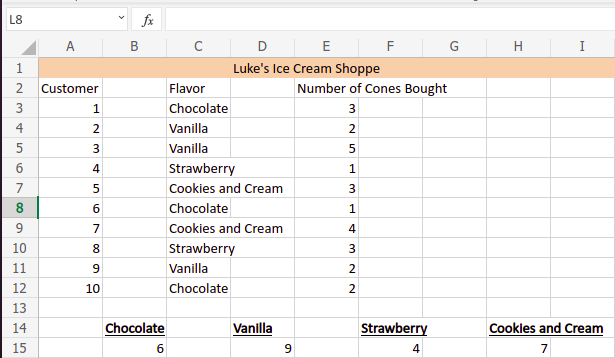 L8 fx
A B C D E F G H I
1 Luke's Ice Cream Shoppe
2 Customer Flavor Number of Cones Bought
3 1 Chocolate 3
4 2 Vanilla 2
5 3 Vanilla 5
6 4 Strawberry 1
7 5 Cookies and Cream 3
8 6 Chocolate 1
9 7 Cookies and Cream 4
10 8 Strawberry 3
11 9 Vanilla 2
12 10 Chocolate 2
13
14 Chocolate Vanilla Strawberry Cookies and Cream
15 6 9 4 7